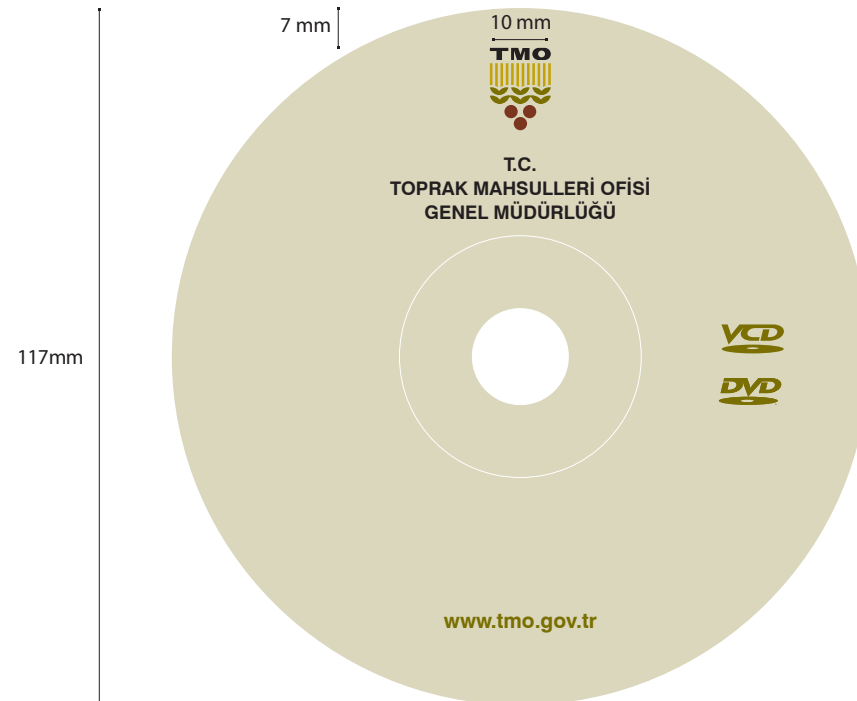 7 mm
10 mm
TMO
T.C.
TOPRAK MAHSULLERİ OFİSİ
GENEL MÜDÜRLÜĞÜ
117mm
VCD
DVD
www.tmo.gov.tr